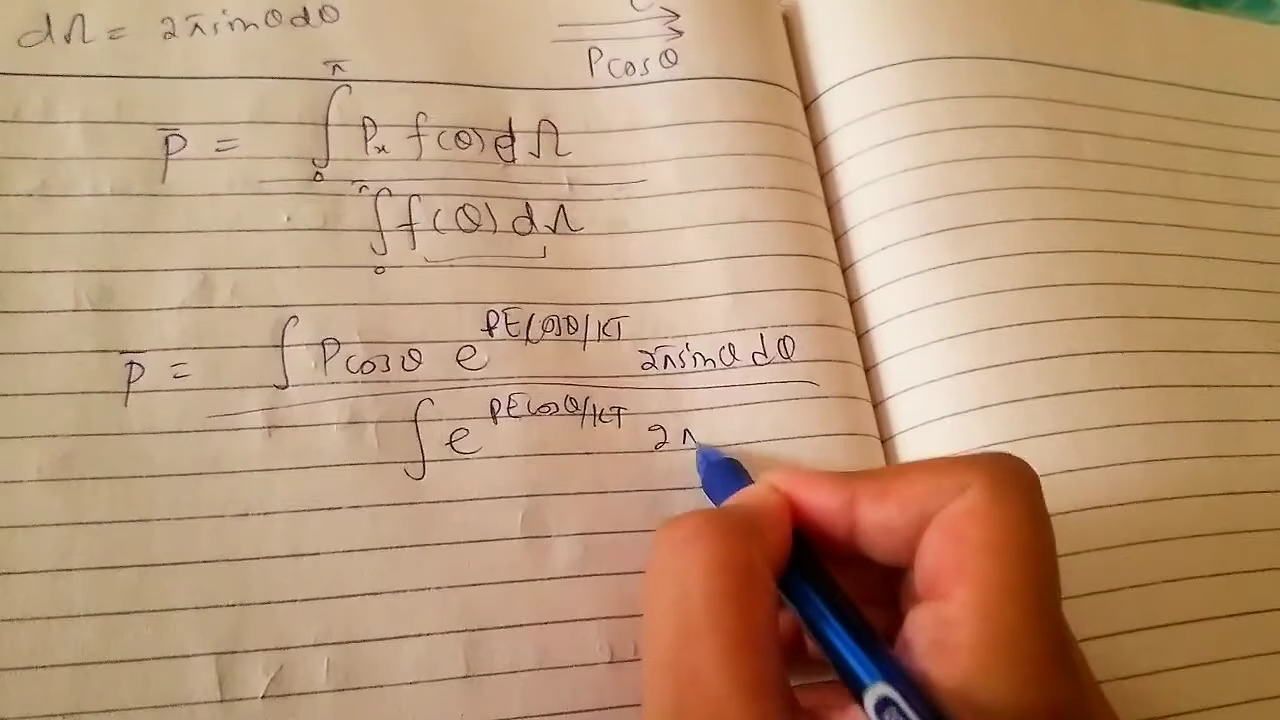 dΩ = 2π sinθ dθ
P cosθ
p̄ = ∫₀^π Pₓ f(θ) dΩ
∫₀^π f(θ) dΩ
p̄ = ∫ P cosθ e^{PE cosθ/KT} 2π sinθ dθ
∫ e^{PE cosθ/KT} 2π